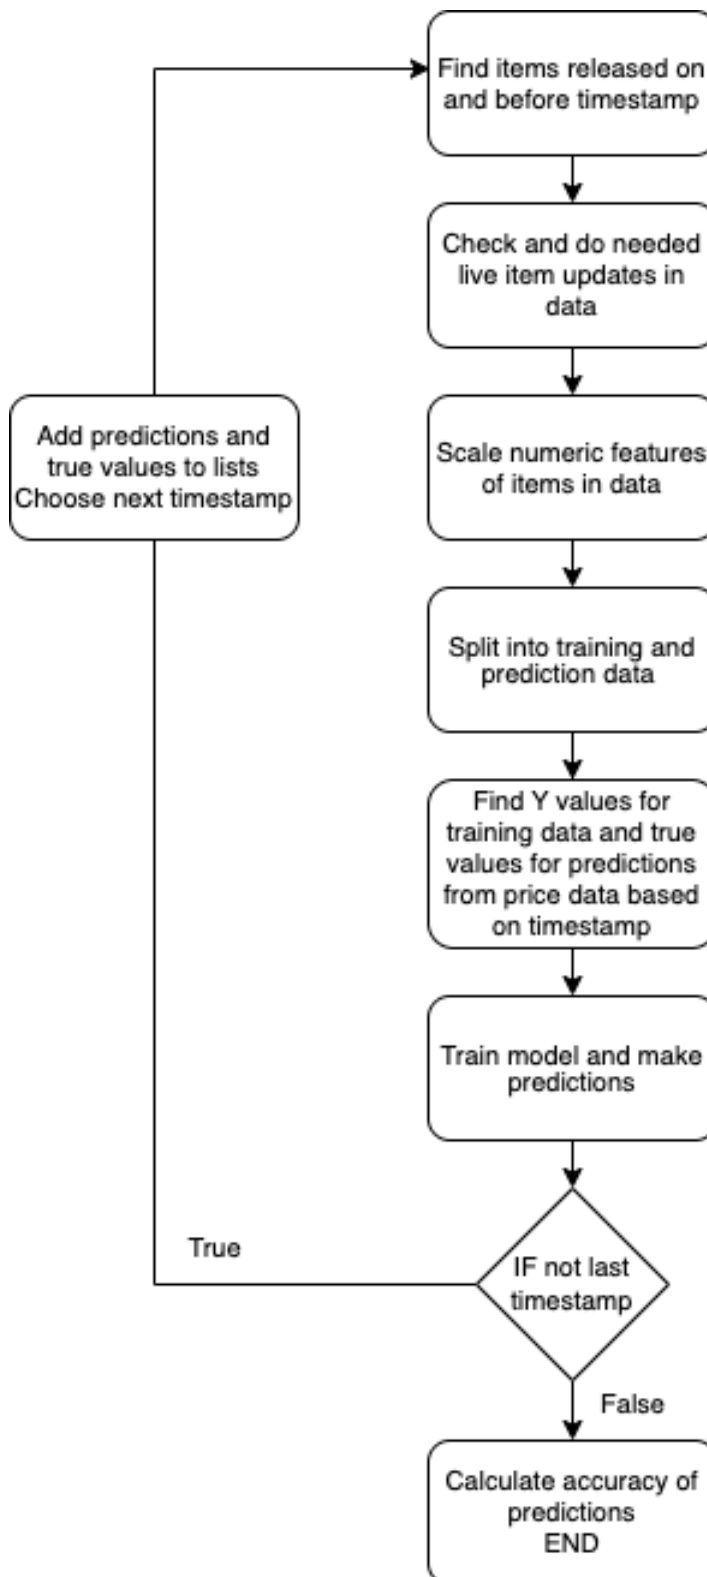 Find items released on
and before timestamp
Check and do needed
live item updates in
data
Add predictions and
true values to lists
Choose next timestamp
Scale numeric features
of items in data
Split into training and
prediction data
Find Y values for
training data and true
values for predictions
from price data based
on timestamp
Train model and make
predictions
True
IF not last
timestamp
False
Calculate accuracy of
predictions
END